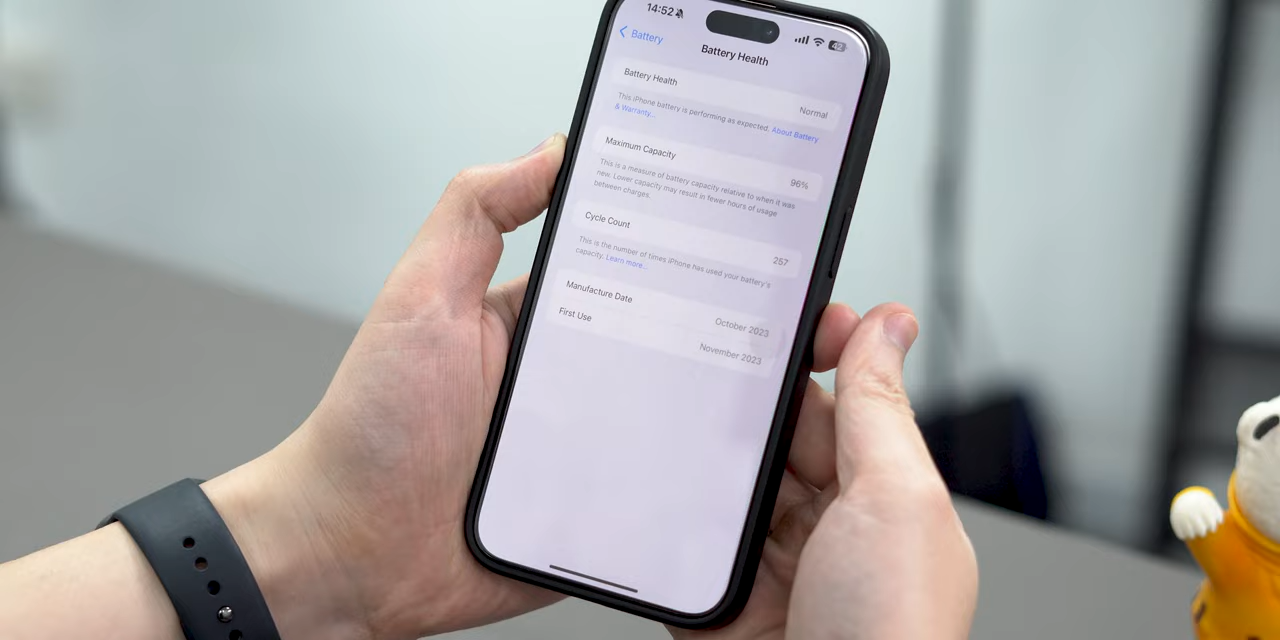 14:52
42
Battery
Battery Health
Battery Health
Normal
This iPhone battery is performing as expected. About Battery
& Warranty...
Maximum Capacity
96%
This is a measure of battery capacity relative to when it was
new. Lower capacity may result in fewer hours of usage
between charges.
Cycle Count
257
This is the number of times iPhone has used your battery's
capacity. Learn more...
Manufacture Date
October 2023
First Use
November 2023